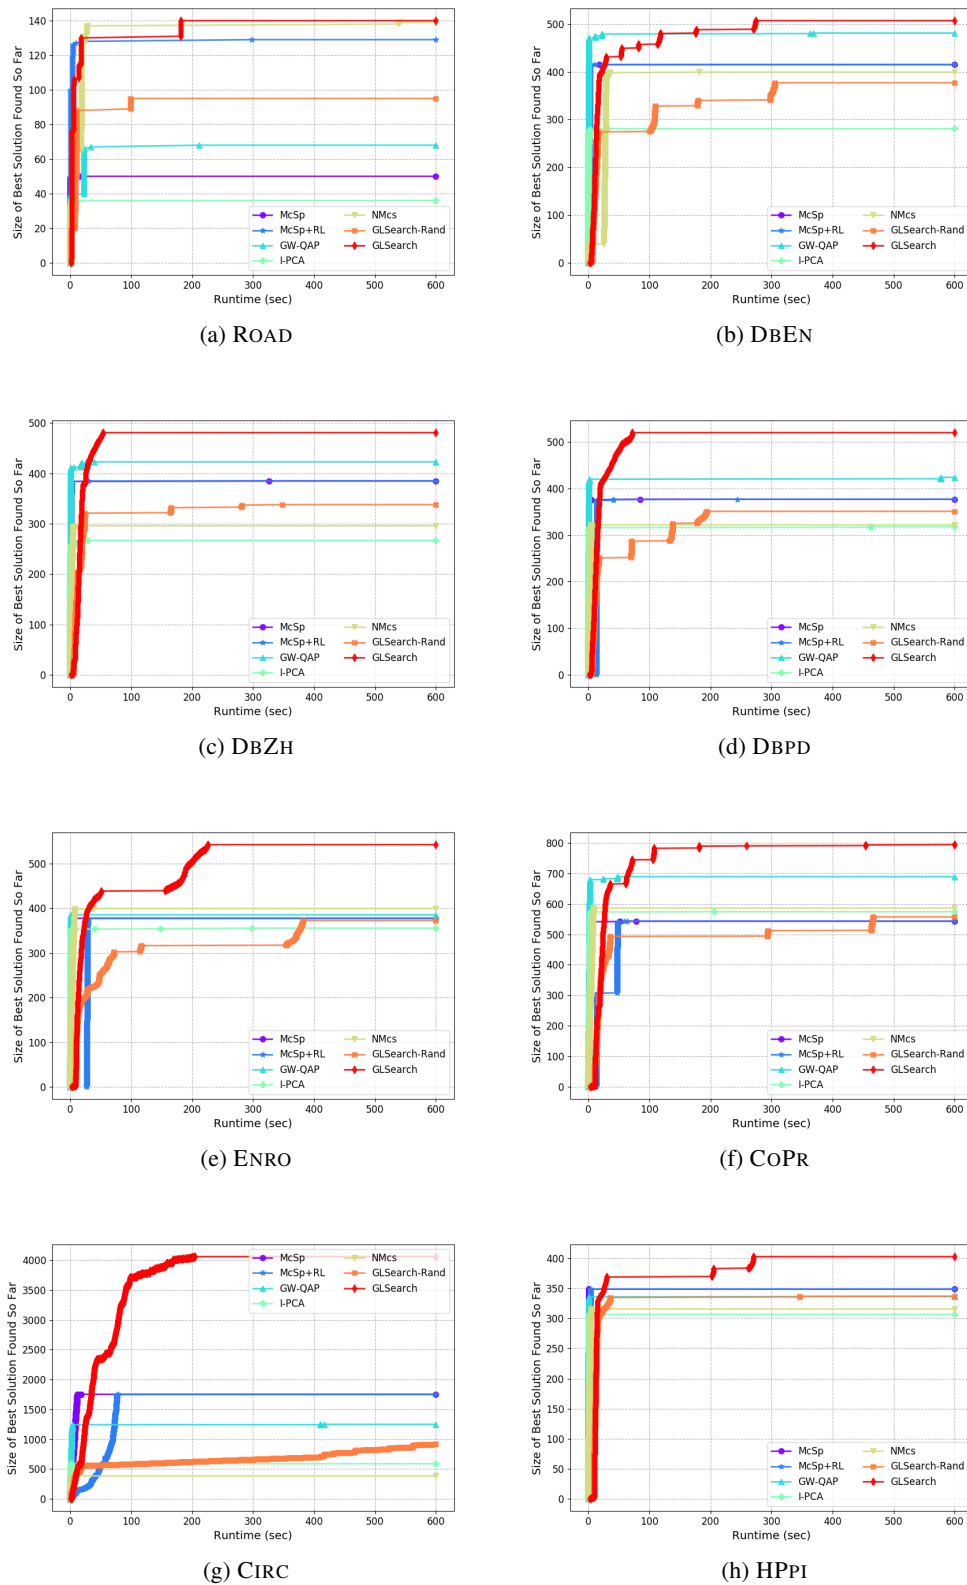 Size of Best Solution Found So Far
140
120
100
80
60
40
20
0
McSp
McSp+RL
GW-QAP
I-PCA
NMcs
GLSearch-Rand
GLSearch
0 100 200 300 400 500 600
Runtime (sec)
(a) ROAD
Size of Best Solution Found So Far
500
400
300
200
100
0
McSp
McSp+RL
GW-QAP
I-PCA
NMcs
GLSearch-Rand
GLSearch
0 100 200 300 400 500 600
Runtime (sec)
(b) DBEN
Size of Best Solution Found So Far
500
400
300
200
100
0
McSp
McSp+RL
GW-QAP
I-PCA
NMcs
GLSearch-Rand
GLSearch
0 100 200 300 400 500 600
Runtime (sec)
(c) DBZH
Size of Best Solution Found So Far
500
400
300
200
100
0
McSp
McSp+RL
GW-QAP
I-PCA
NMcs
GLSearch-Rand
GLSearch
0 100 200 300 400 500 600
Runtime (sec)
(d) DBPD
Size of Best Solution Found So Far
500
400
300
200
100
0
McSp
McSp+RL
GW-QAP
I-PCA
NMcs
GLSearch-Rand
GLSearch
0 100 200 300 400 500 600
Runtime (sec)
(e) ENRO
Size of Best Solution Found So Far
800
700
600
500
400
300
200
100
0
McSp
McSp+RL
GW-QAP
I-PCA
NMcs
GLSearch-Rand
GLSearch
0 100 200 300 400 500 600
Runtime (sec)
(f) COPR
Size of Best Solution Found So Far
4000
3500
3000
2500
2000
1500
1000
500
0
McSp
McSp+RL
GW-QAP
I-PCA
NMcs
GLSearch-Rand
GLSearch
0 100 200 300 400 500 600
Runtime (sec)
(g) CIRC
Size of Best Solution Found So Far
400
350
300
250
200
150
100
50
0
McSp
McSp+RL
GW-QAP
I-PCA
NMcs
GLSearch-Rand
GLSearch
0 100 200 300 400 500 600
Runtime (sec)
(h) HPPI